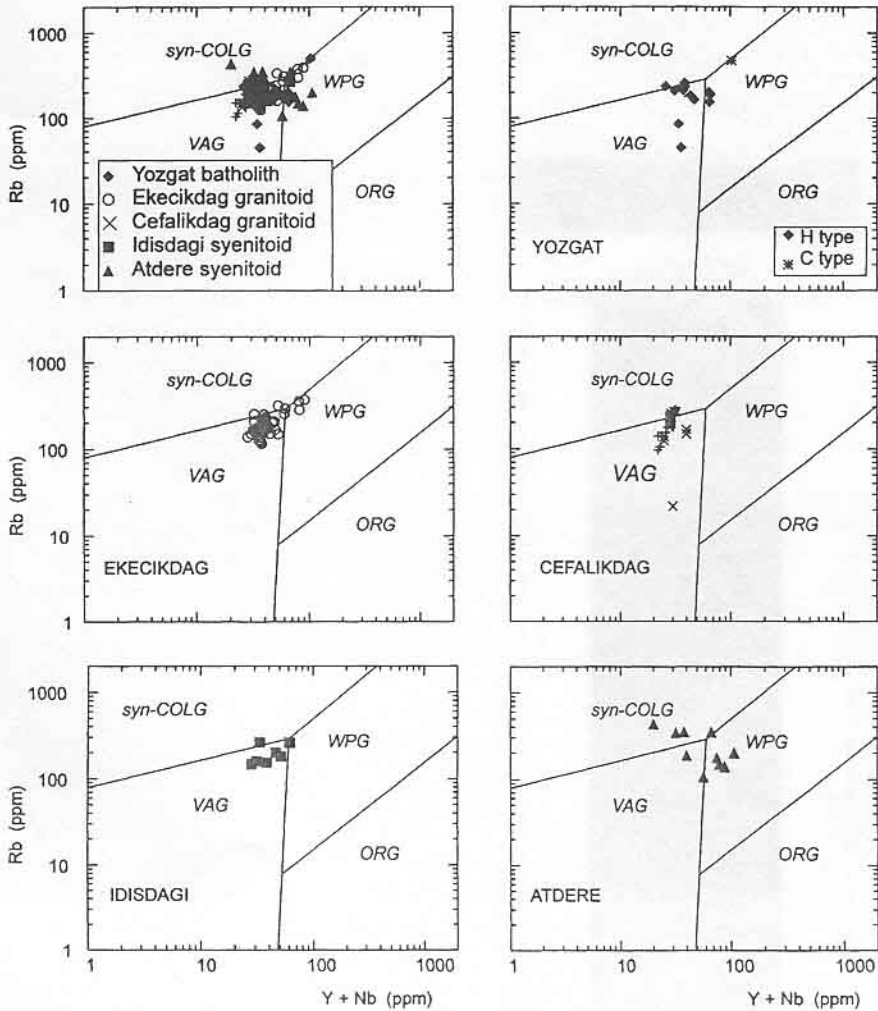 1000
syn-COLG
WPG
100
VAG
Rb (ppm)
10
ORG
1
Yozgat batholith
Ekecikdag granitoid
Cefalikdag granitoid
Idisdagi syenitoid
Atdere syenitoid
syn-COLG
WPG
VAG
ORG
YOZGAT
H type
C type
1000
syn-COLG
WPG
100
VAG
Rb (ppm)
10
ORG
EKECIKDAG
1
syn-COLG
WPG
VAG
ORG
CEFALIKDAG
1000
syn-COLG
WPG
100
VAG
Rb (ppm)
10
ORG
IDISDAGI
1
1 10 100 1000
Y + Nb (ppm)
syn-COLG
WPG
VAG
ORG
ATDERE
1 10 100 1000
Y + Nb (ppm)